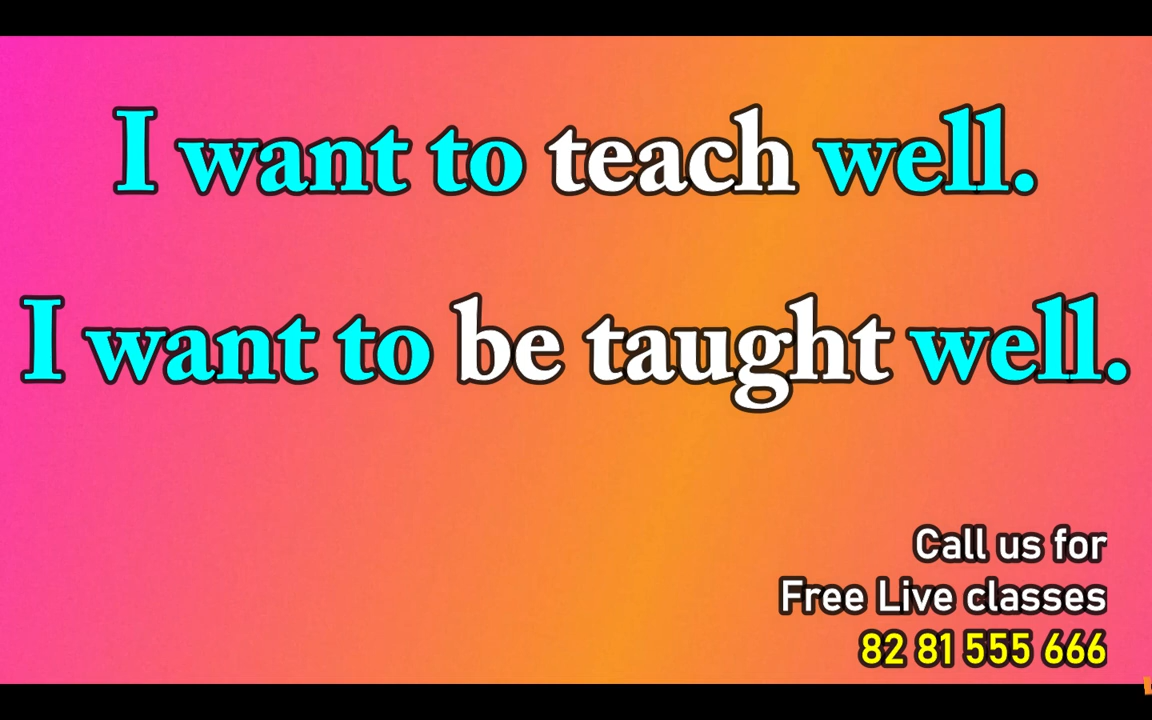 I want to teach well.
I want to be taught well.
Call us for
Free Live classes
82 81 555 666